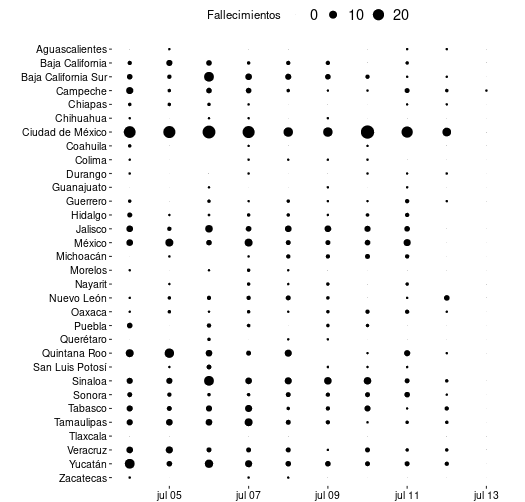 Fallecimientos 0 10 20
Aguascalientes
Baja California
Baja California Sur
Campeche
Chiapas
Chihuahua
Ciudad de México
Coahuila
Colima
Durango
Guanajuato
Guerrero
Hidalgo
Jalisco
México
Michoacán
Morelos
Nayarit
Nuevo León
Oaxaca
Puebla
Querétaro
Quintana Roo
San Luis Potosí
Sinaloa
Sonora
Tabasco
Tamaulipas
Tlaxcala
Veracruz
Yucatán
Zacatecas
jul 05 jul 07 jul 09 jul 11 jul 13